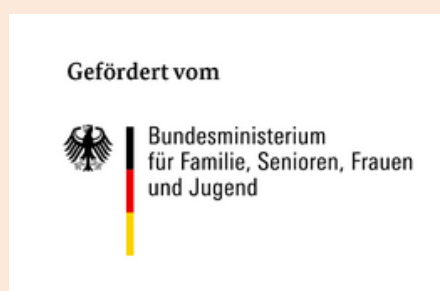 Gefördert vom
Bundesministerium
für Familie, Senioren, Frauen
und Jugend